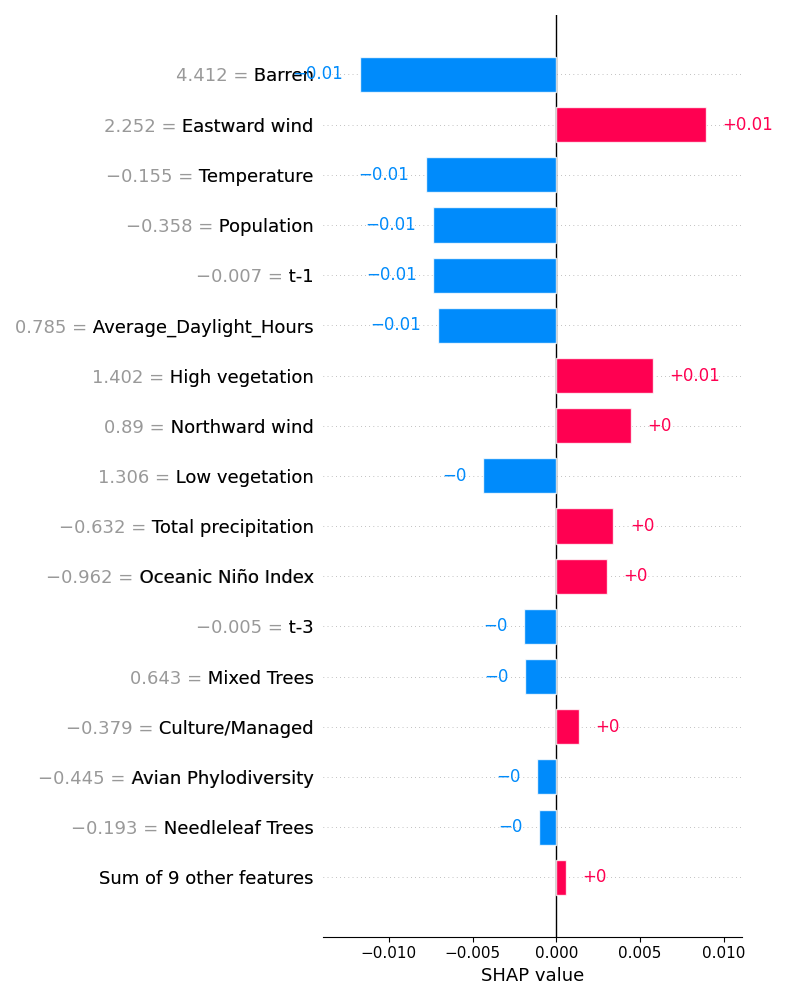 4.412 = Barren −0.01
2.252 = Eastward wind +0.01
−0.155 = Temperature −0.01
−0.358 = Population −0.01
−0.007 = t-1 −0.01
0.785 = Average_Daylight_Hours −0.01
1.402 = High vegetation +0.01
0.89 = Northward wind +0
1.306 = Low vegetation −0
−0.632 = Total precipitation +0
−0.962 = Oceanic Niño Index +0
−0.005 = t-3 −0
0.643 = Mixed Trees −0
−0.379 = Culture/Managed +0
−0.445 = Avian Phylodiversity −0
−0.193 = Needleleaf Trees −0
Sum of 9 other features +0
−0.010 −0.005 0.000 0.005 0.010
SHAP value